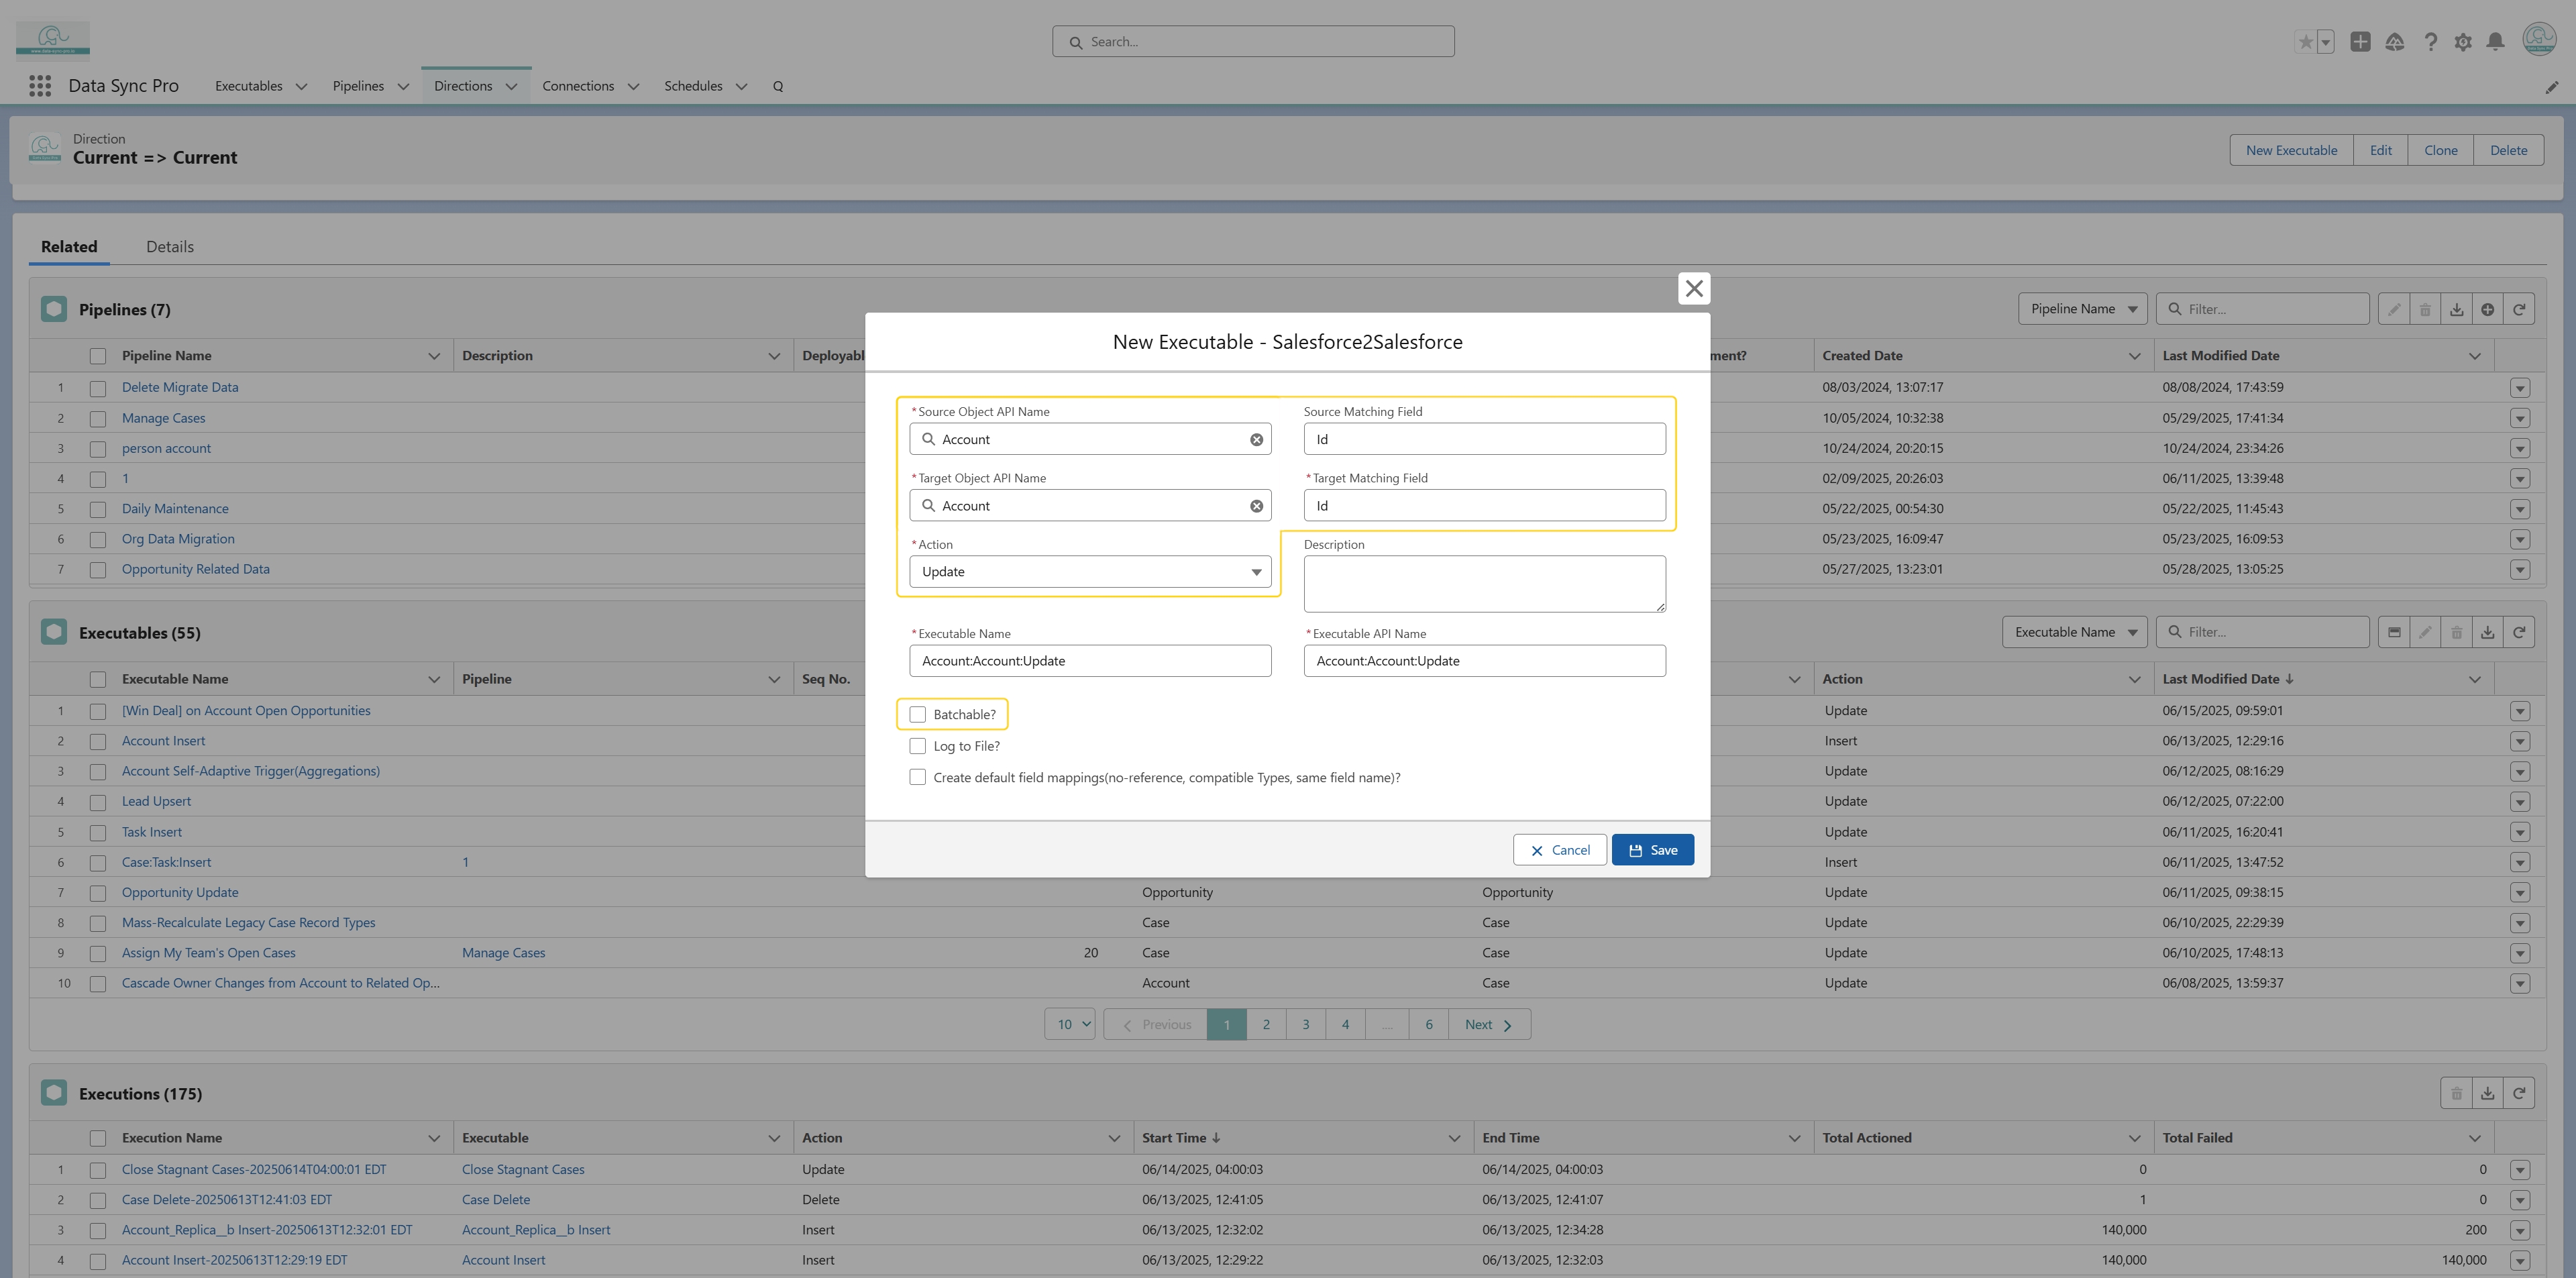 www.data-sync-pro.io
Search...
Data Sync Pro
Executables
Pipelines
Directions
Connections
Schedules
Q
Direction
Current => Current
New Executable
Edit
Clone
Delete
Related
Details
Pipelines (7)
Pipeline Name
Filter...
Pipeline Name
Description
Deployabl
ment?
Created Date
Last Modified Date
1 Delete Migrate Data 08/03/2024, 13:07:17 08/08/2024, 17:43:59
2 Manage Cases 10/05/2024, 10:32:38 05/29/2025, 17:41:34
3 person account 10/24/2024, 20:20:15 10/24/2024, 23:34:26
4 1 02/09/2025, 20:26:03 06/11/2025, 13:39:48
5 Daily Maintenance 05/22/2025, 00:54:30 05/22/2025, 11:45:43
6 Org Data Migration 05/23/2025, 16:09:47 05/23/2025, 16:09:53
7 Opportunity Related Data 05/27/2025, 13:23:01 05/28/2025, 13:05:25
New Executable - Salesforce2Salesforce
*Source Object API Name
Account
Source Matching Field
Id
*Target Object API Name
Account
*Target Matching Field
Id
*Action
Update
Description
*Executable Name
Account:Account:Update
*Executable API Name
Account:Account:Update
Batchable?
Log to File?
Create default field mappings(no-reference, compatible Types, same field name)?
Cancel
Save
Executables (55)
Executable Name
Filter...
Executable Name
Pipeline
Seq No.
Action
Last Modified Date
1 [Win Deal] on Account Open Opportunities Update 06/15/2025, 09:59:01
2 Account Insert Insert 06/13/2025, 12:29:16
3 Account Self-Adaptive Trigger(Aggregations) Update 06/12/2025, 08:16:29
4 Lead Upsert Update 06/12/2025, 07:22:00
5 Task Insert Update 06/11/2025, 16:20:41
6 Case:Task:Insert 1 Insert 06/11/2025, 13:47:52
7 Opportunity Update Opportunity Opportunity Update 06/11/2025, 09:38:15
8 Mass-Recalculate Legacy Case Record Types Case Case Update 06/10/2025, 22:29:39
9 Assign My Team's Open Cases Manage Cases 20 Case Case Update 06/10/2025, 17:48:13
10 Cascade Owner Changes from Account to Related Op... Account Case Update 06/08/2025, 13:59:37
10
Previous
1
2
3
4
....
6
Next
Executions (175)
Execution Name
Executable
Action
Start Time
End Time
Total Actioned
Total Failed
1 Close Stagnant Cases-20250614T04:00:01 EDT Close Stagnant Cases Update 06/14/2025, 04:00:03 06/14/2025, 04:00:03 0 0
2 Case Delete-20250613T12:41:03 EDT Case Delete Delete 06/13/2025, 12:41:05 06/13/2025, 12:41:07 1 0
3 Account_Replica__b Insert-20250613T12:32:01 EDT Account_Replica__b Insert Insert 06/13/2025, 12:32:02 06/13/2025, 12:34:28 140,000 200
4 Account Insert-20250613T12:29:19 EDT Account Insert Insert 06/13/2025, 12:29:22 06/13/2025, 12:32:03 140,000 140,000